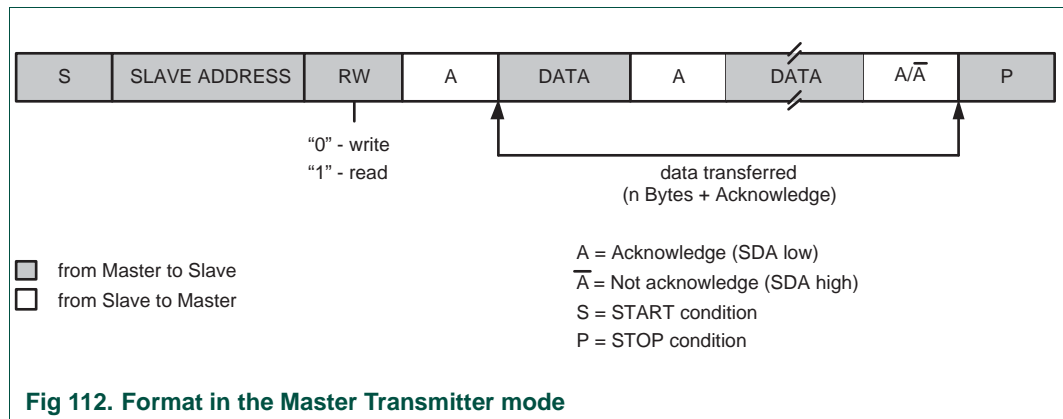 S SLAVE ADDRESS RW A DATA A DATA A/A̅ P
“0” - write
“1” - read
data transferred
(n Bytes + Acknowledge)
from Master to Slave
from Slave to Master
A = Acknowledge (SDA low)
A̅ = Not acknowledge (SDA high)
S = START condition
P = STOP condition
Fig 112. Format in the Master Transmitter mode